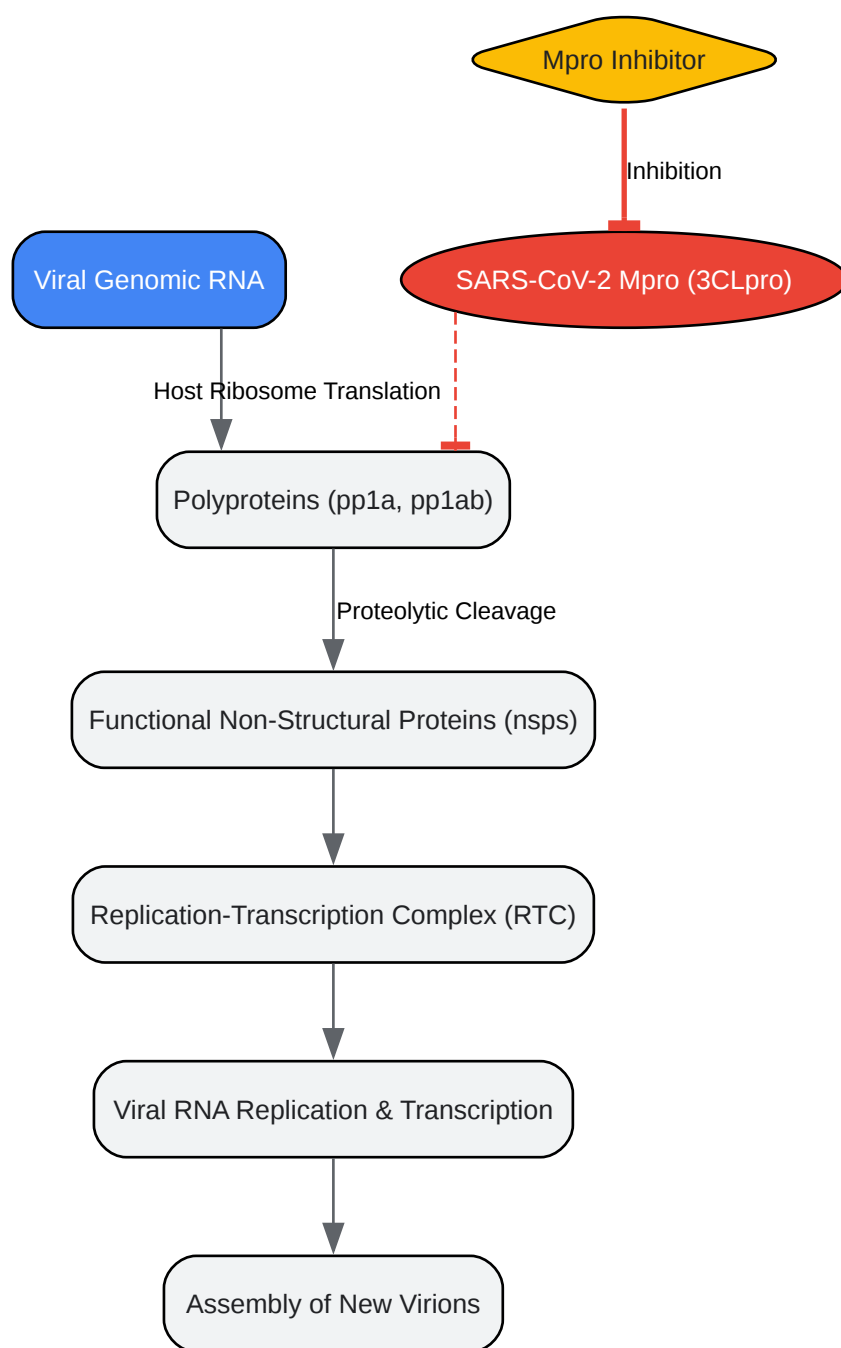 Mpro Inhibitor
Inhibition
Viral Genomic RNA
SARS-CoV-2 Mpro (3CLpro)
Host Ribosome Translation
Polyproteins (pp1a, pp1ab)
Proteolytic Cleavage
Functional Non-Structural Proteins (nsps)
Replication-Transcription Complex (RTC)
Viral RNA Replication & Transcription
Assembly of New Virions